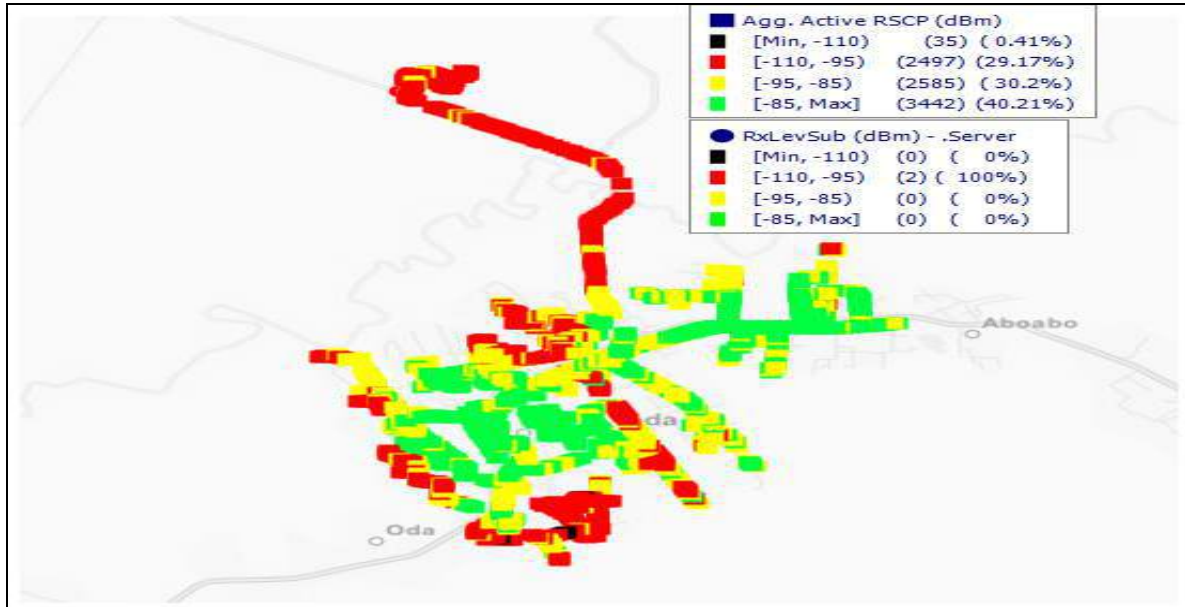 Agg. Active RSCP (dBm)
[Min, -110) (35) ( 0.41%)
[-110, -95) (2497) (29.17%)
[-95, -85) (2585) ( 30.2%)
[-85, Max] (3442) (40.21%)
RxLevSub (dBm) - .Server
[Min, -110) (0) ( 0%)
[-110, -95) (2) ( 100%)
[-95, -85) (0) ( 0%)
[-85, Max] (0) ( 0%)
Aboabo
da
Oda